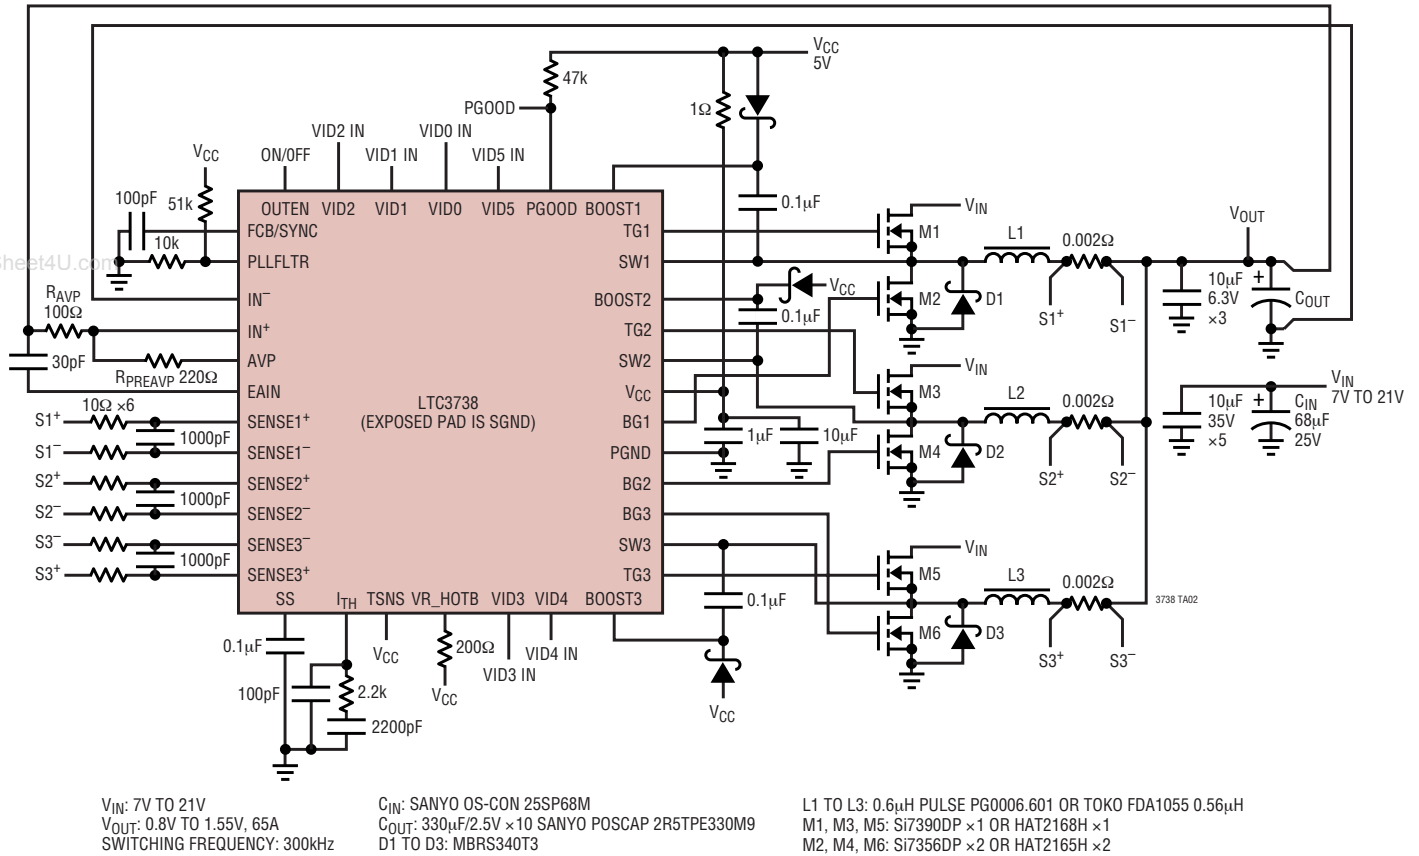 VCC
5V
47k
PGOOD
1Ω
VID2 IN
VID0 IN
VCC
ON/OFF
VID1 IN
VID5 IN
100pF
51k
0.1µF
OUTEN VID2 VID1 VID0 VID5 PGOOD BOOST1
FCB/SYNC
TG1
M1
VIN
L1
0.002Ω
VOUT
10k
heet4U.com
PLLFLTR
SW1
IN−
BOOST2
VCC
M2
D1
S1+
S1−
10µF
6.3V
×3
+
COUT
RAVP
100Ω
IN+
TG2
0.1µF
30pF
RPREAVP 220Ω
AVP
SW2
VIN
EAIN
VCC
M3
L2
0.002Ω
VIN
7V TO 21V
LTC3738
(EXPOSED PAD IS SGND)
10Ω ×6
S1+
SENSE1+
BG1
10µF
35V
×5
+
CIN
68µF
25V
1000pF
1µF
10µF
S1−
SENSE1−
PGND
M4
D2
S2+
S2−
S2+
SENSE2+
BG2
1000pF
S2−
SENSE2−
BG3
S3−
SENSE3−
SW3
VIN
1000pF
S3+
SENSE3+
TG3
M5
L3
0.002Ω
SS ITH TSNS VR_HOTB VID3 VID4 BOOST3
0.1µF
3738 TA02
M6
D3
S3+
S3−
0.1µF
VCC
200Ω
VID4 IN
VID3 IN
100pF
2.2k
VCC
VCC
2200pF
VIN: 7V TO 21V
VOUT: 0.8V TO 1.55V, 65A
SWITCHING FREQUENCY: 300kHz
CIN: SANYO OS-CON 25SP68M
COUT: 330µF/2.5V ×10 SANYO POSCAP 2R5TPE330M9
D1 TO D3: MBRS340T3
L1 TO L3: 0.6µH PULSE PG0006.601 OR TOKO FDA1055 0.56µH
M1, M3, M5: Si7390DP ×1 OR HAT2168H ×1
M2, M4, M6: Si7356DP ×2 OR HAT2165H ×2